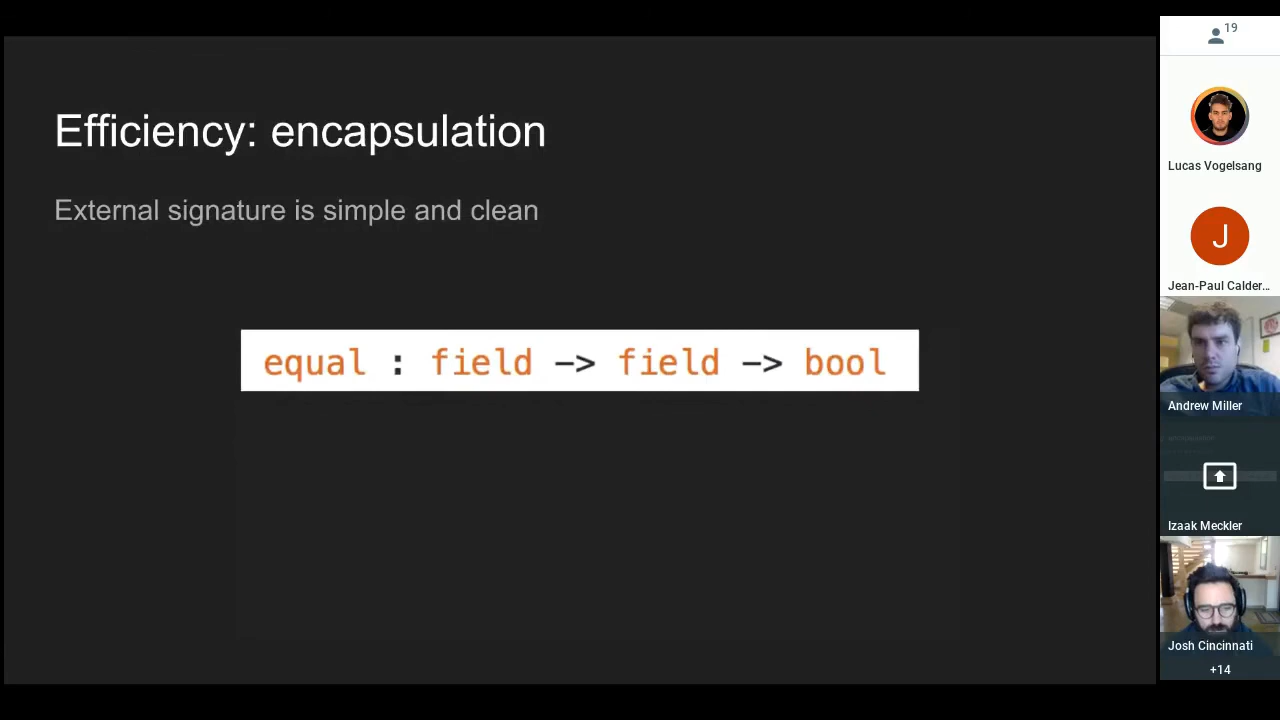 Efficiency: encapsulation
External signature is simple and clean
equal : field -> field -> bool
19
Lucas Vogelsang
J
Jean-Paul Calder...
Andrew Miller
Izaak Meckler
Josh Cincinnati
+14